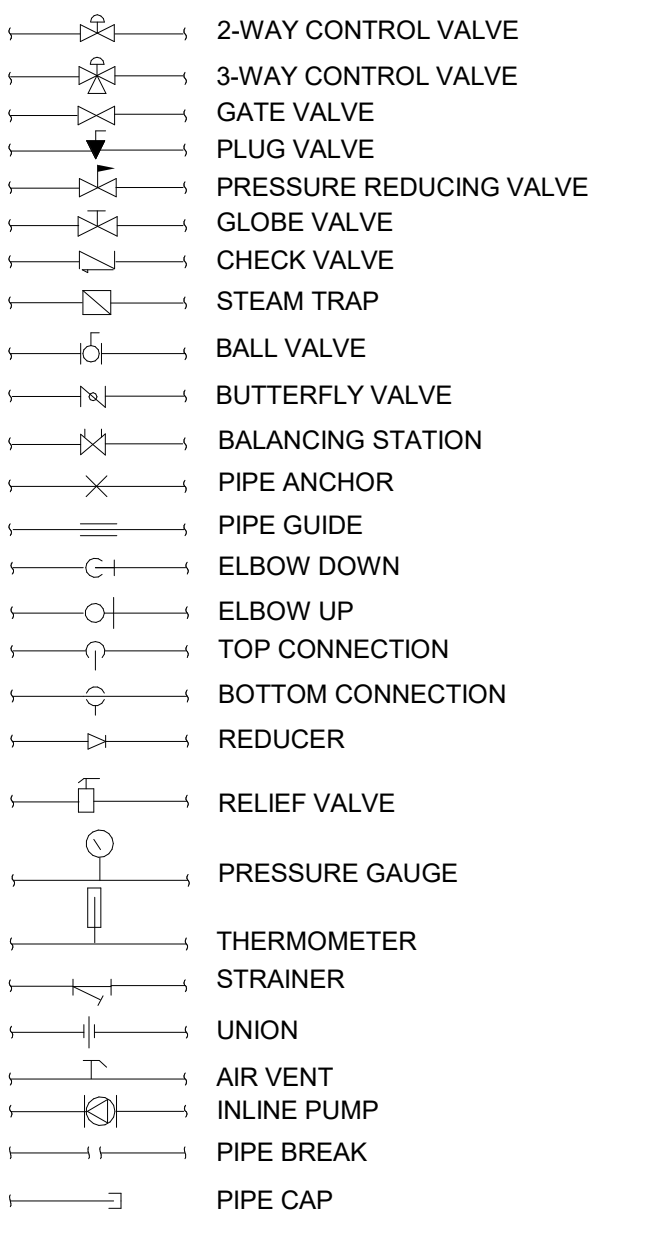 2-WAY CONTROL VALVE
3-WAY CONTROL VALVE
GATE VALVE
PLUG VALVE
PRESSURE REDUCING VALVE
GLOBE VALVE
CHECK VALVE
STEAM TRAP
BALL VALVE
BUTTERFLY VALVE
BALANCING STATION
PIPE ANCHOR
PIPE GUIDE
ELBOW DOWN
ELBOW UP
TOP CONNECTION
BOTTOM CONNECTION
REDUCER
RELIEF VALVE
PRESSURE GAUGE
THERMOMETER
STRAINER
UNION
AIR VENT
INLINE PUMP
PIPE BREAK
PIPE CAP